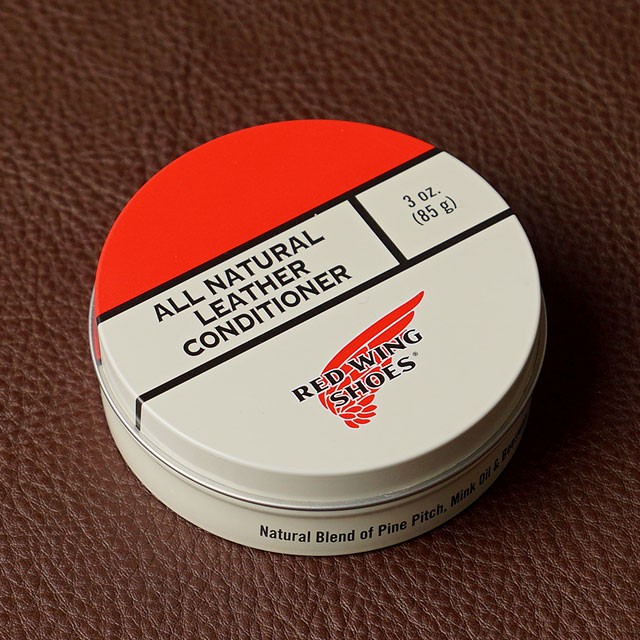 3 oz.
(85 g)
ALL NATURAL
LEATHER
CONDITIONER
RED WING
SHOES®
Natural Blend of Pine Pitch, Mink Oil &